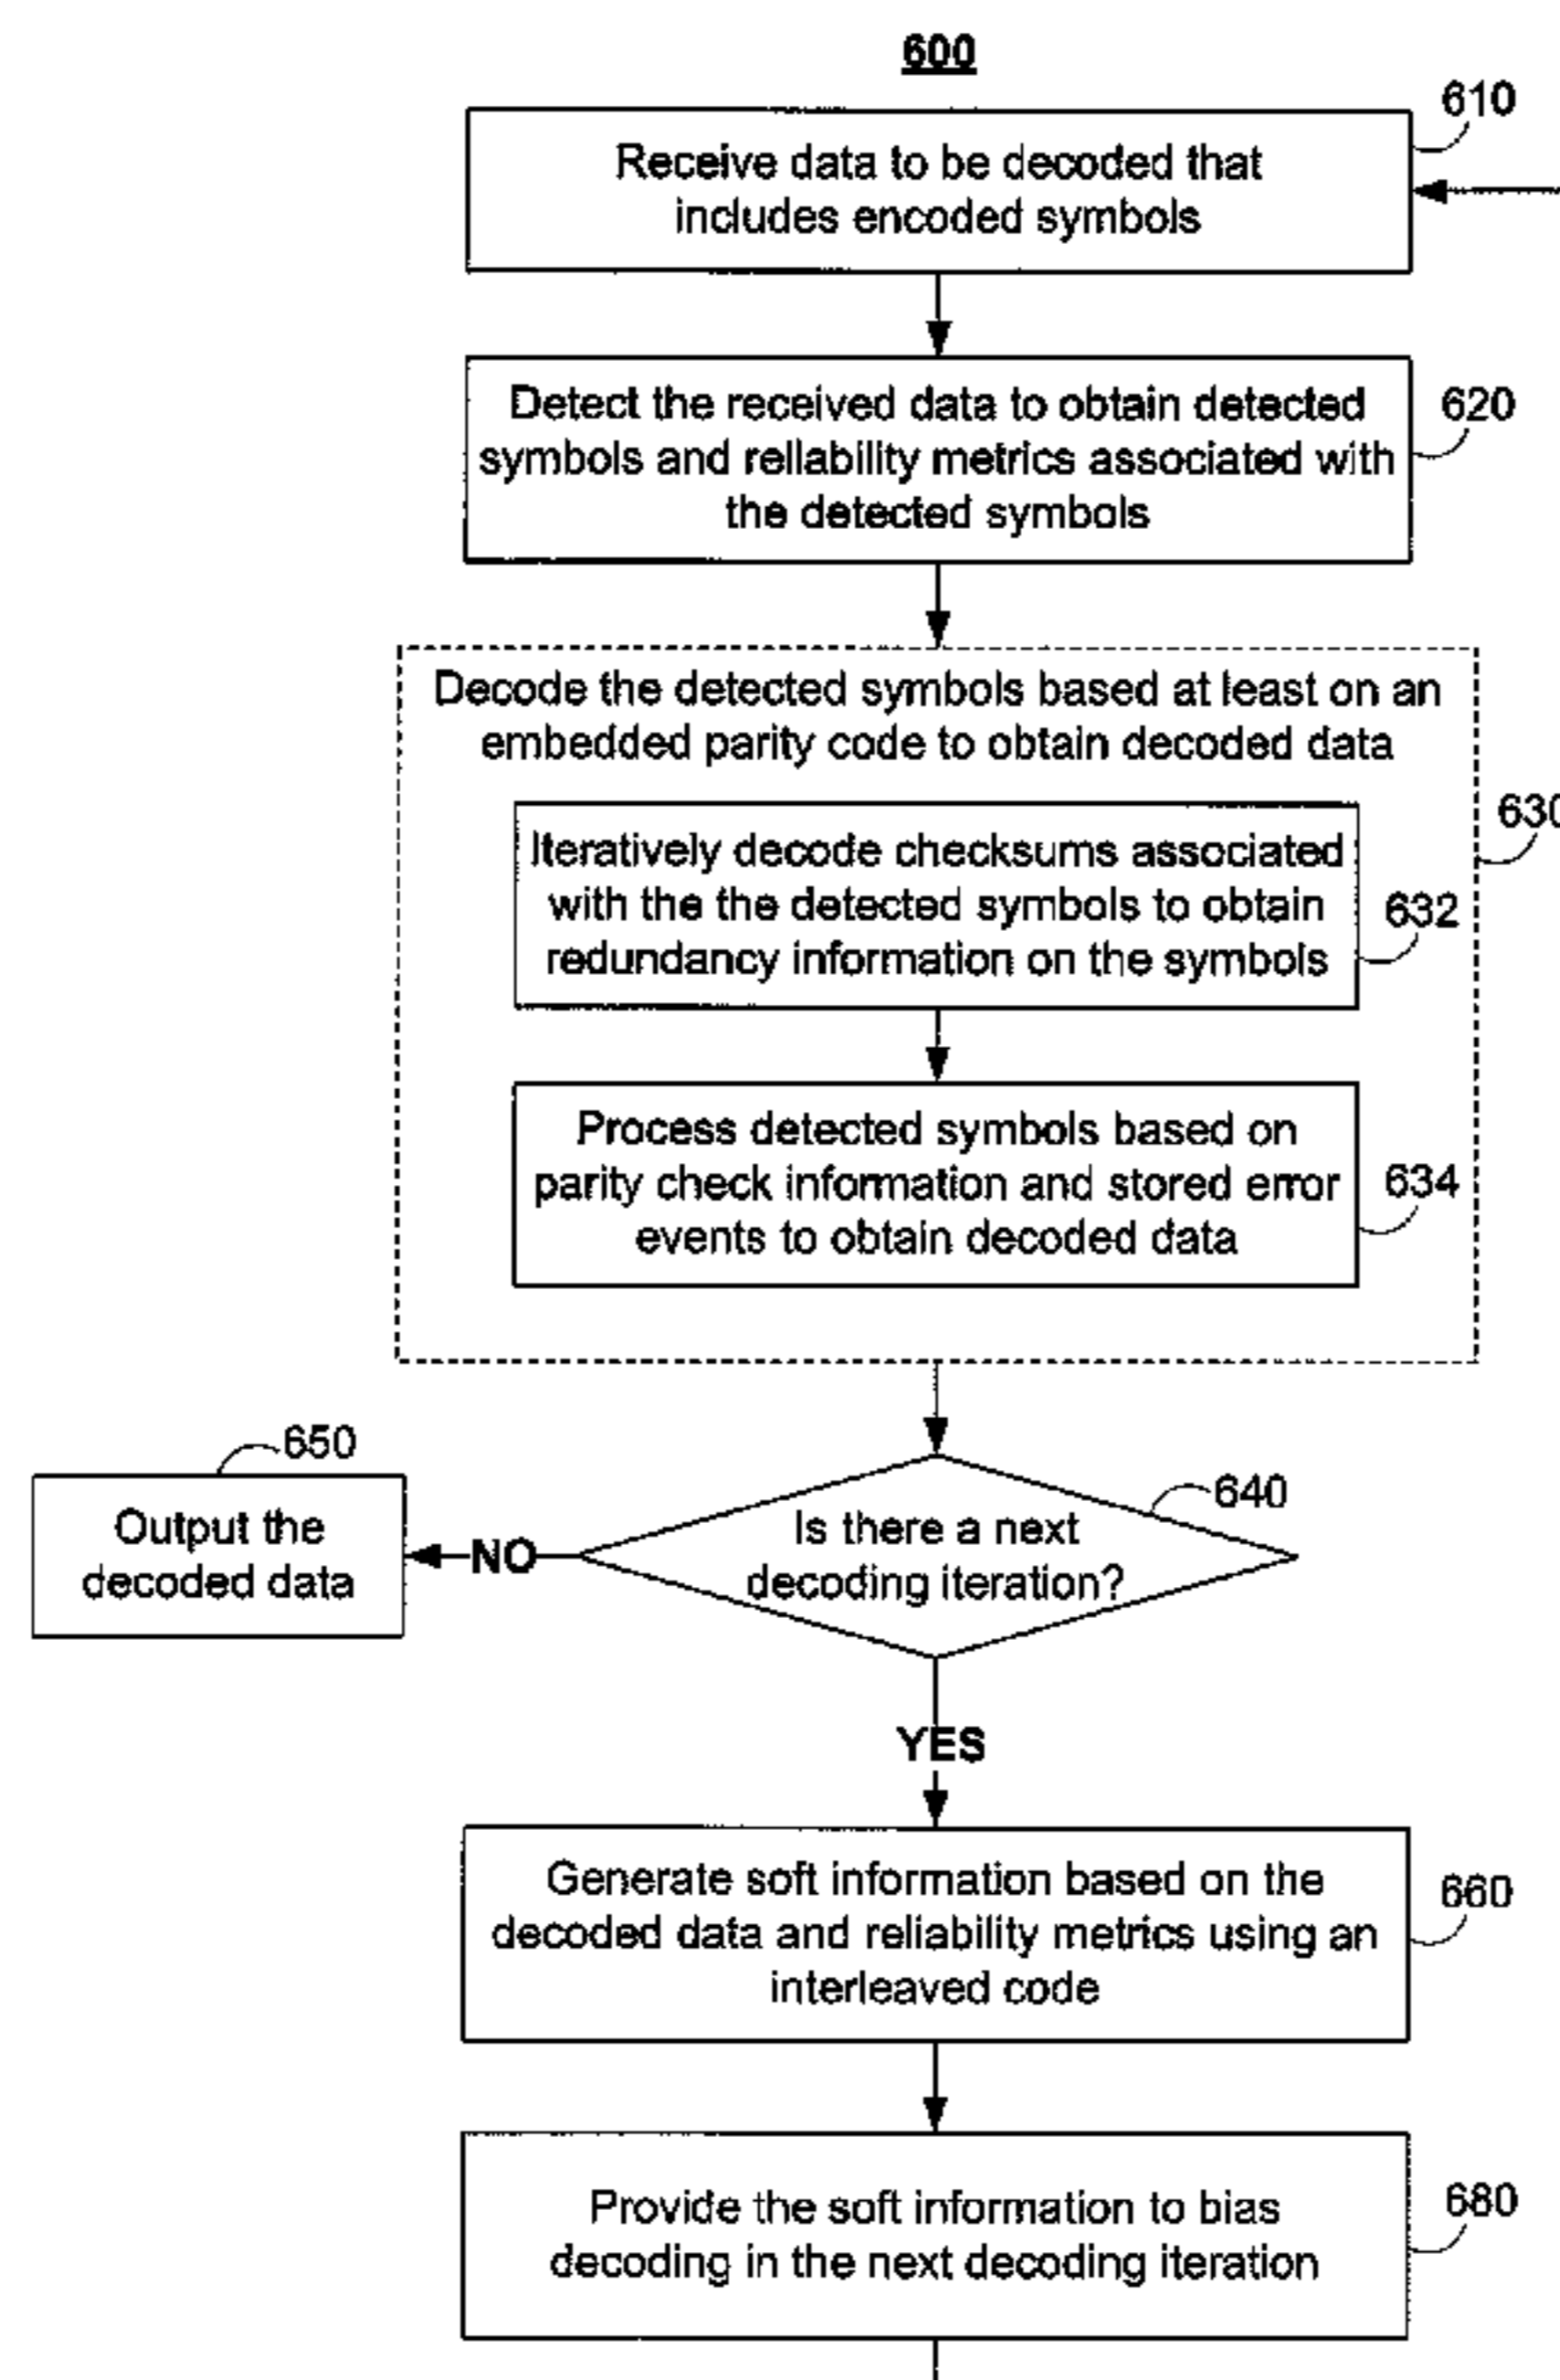 600
610
Receive data to be decoded that
includes encoded symbols
620
Detect the received data to obtain detected
symbols and reliability metrics associated with
the detected symbols
Decode the detected symbols based at least on an
embedded parity code to obtain decoded data
630
Iteratively decode checksums associated
with the the detected symbols to obtain
redundancy information on the symbols
632
Process detected symbols based on
parity check information and stored error
events to obtain decoded data
634
650
Output the
decoded data
NO
640
Is there a next
decoding iteration?
YES
Generate soft information based on the
decoded data and reliability metrics using an
interleaved code
660
Provide the soft information to bias
decoding in the next decoding iteration
680